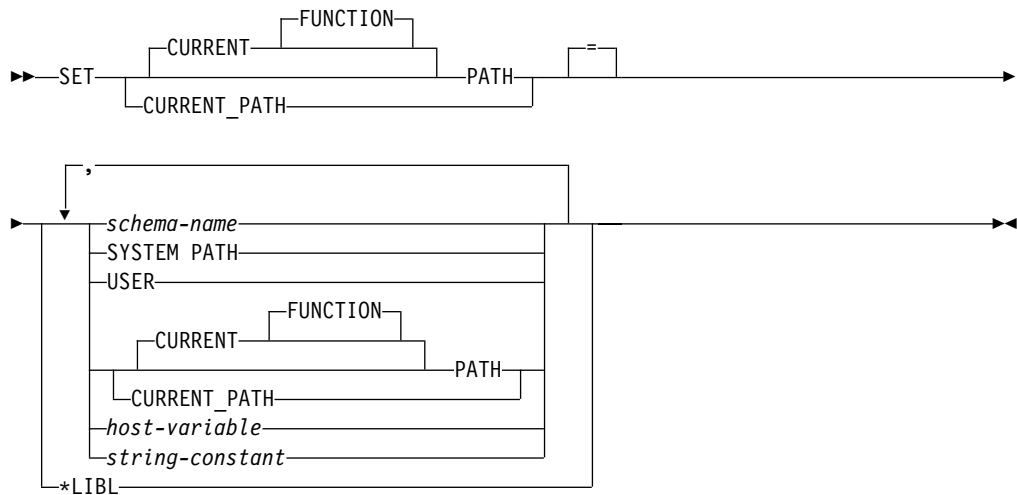 FUNCTION
CURRENT
=
SET PATH
CURRENT_PATH
,
schema-name
SYSTEM PATH
USER
FUNCTION
CURRENT
PATH
CURRENT_PATH
host-variable
string-constant
*LIBL